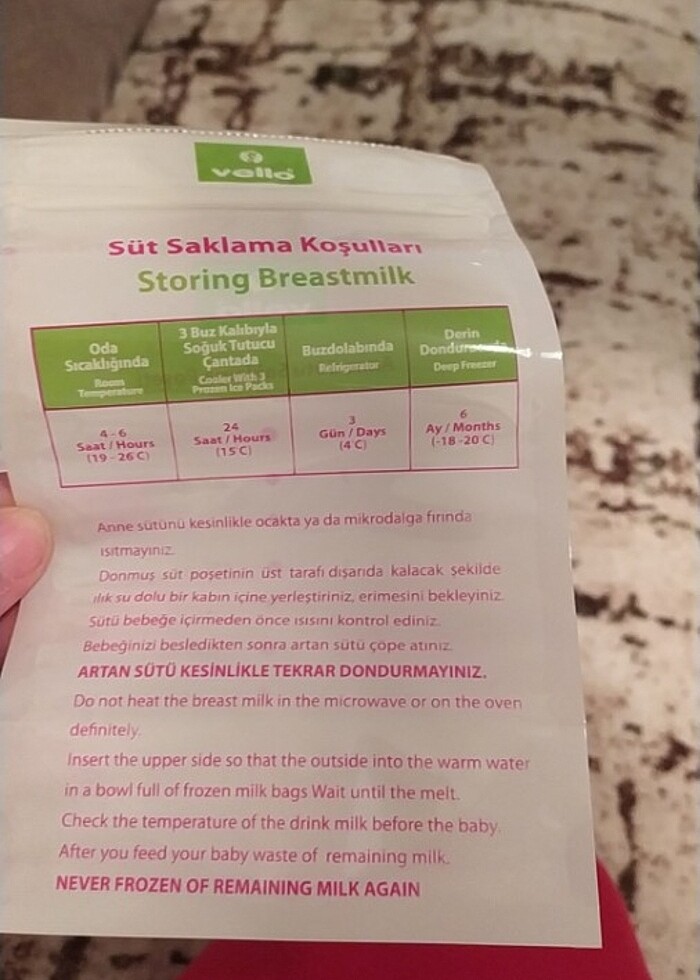 vello
Süt Saklama Koşulları
Storing Breastmilk
Oda
Sıcaklığında
Room
Temperature
3 Buz Kalıbıyla
Soğuk Tutucu
Çantada
Cooler With 3
Frozen Ice Packs
Buzdolabında
Refrigerator
Derin
Deep Freezer
4 - 6
Saat / Hours
(19 - 26°C)
24
Saat / Hours
(15°C)
3
Gün / Days
(4°C)
6
Ay / Months
(-18 -20°C)
Anne sütünü kesinlikle ocakta ya da mikrodalga fırında
ısıtmayınız.
Donmuş süt poşetinin üst tarafı dışarıda kalacak şekilde
ılık su dolu bir kabın içine yerleştiriniz, erimesini bekleyiniz.
Sütü bebeğe içirmeden önce ısısını kontrol ediniz.
Bebeğinizi besledikten sonra artan sütü çöpe atınız.
ARTAN SÜTÜ KESİNLİKLE TEKRAR DONDURMAYINIZ.
Do not heat the breast milk in the microwave or on the oven
definitely.
Insert the upper side so that the outside into the warm water
in a bowl full of frozen milk bags Wait until the melt.
Check the temperature of the drink milk before the baby.
After you feed your baby waste of remaining milk.
NEVER FROZEN OF REMAINING MILK AGAIN